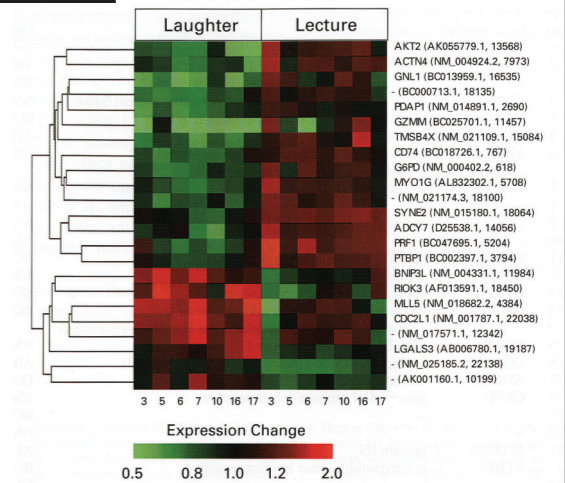 Laughter Lecture
AKT2 (AK055779.1, 13568)
ACTN4 (NM_004924.2, 7973)
GNL1 (BC013959.1, 16535)
- (BC000713.1, 18135)
PDAP1 (NM_014891.1, 2690)
GZMM (BC025701.1, 11457)
TMSB4X (NM_021109.1, 15084)
CD74 (BC018726.1, 767)
G6PD (NM_000402.2, 618)
MYO1G (AL832302.1, 5708)
- (NM_021174.3, 18100)
SYNE2 (NM_015180.1, 18064)
ADCY7 (D25538.1, 14056)
PRF1 (BC047695.1, 5204)
PTBP1 (BC002397.1, 3794)
BNIP3L (NM_004331.1, 11984)
RIOK3 (AF013591.1, 18450)
MLL5 (NM_018682.2, 4384)
CDC2L1 (NM_001787.1, 22038)
- (NM_017571.1, 12342)
LGALS3 (AB006780.1, 19187)
- (NM_025185.2, 22138)
- (AK001160.1, 10199)
3 5 6 7 10 16 17 3 5 6 7 10 16 17
Expression Change
0.5 0.8 1.0 1.2 2.0